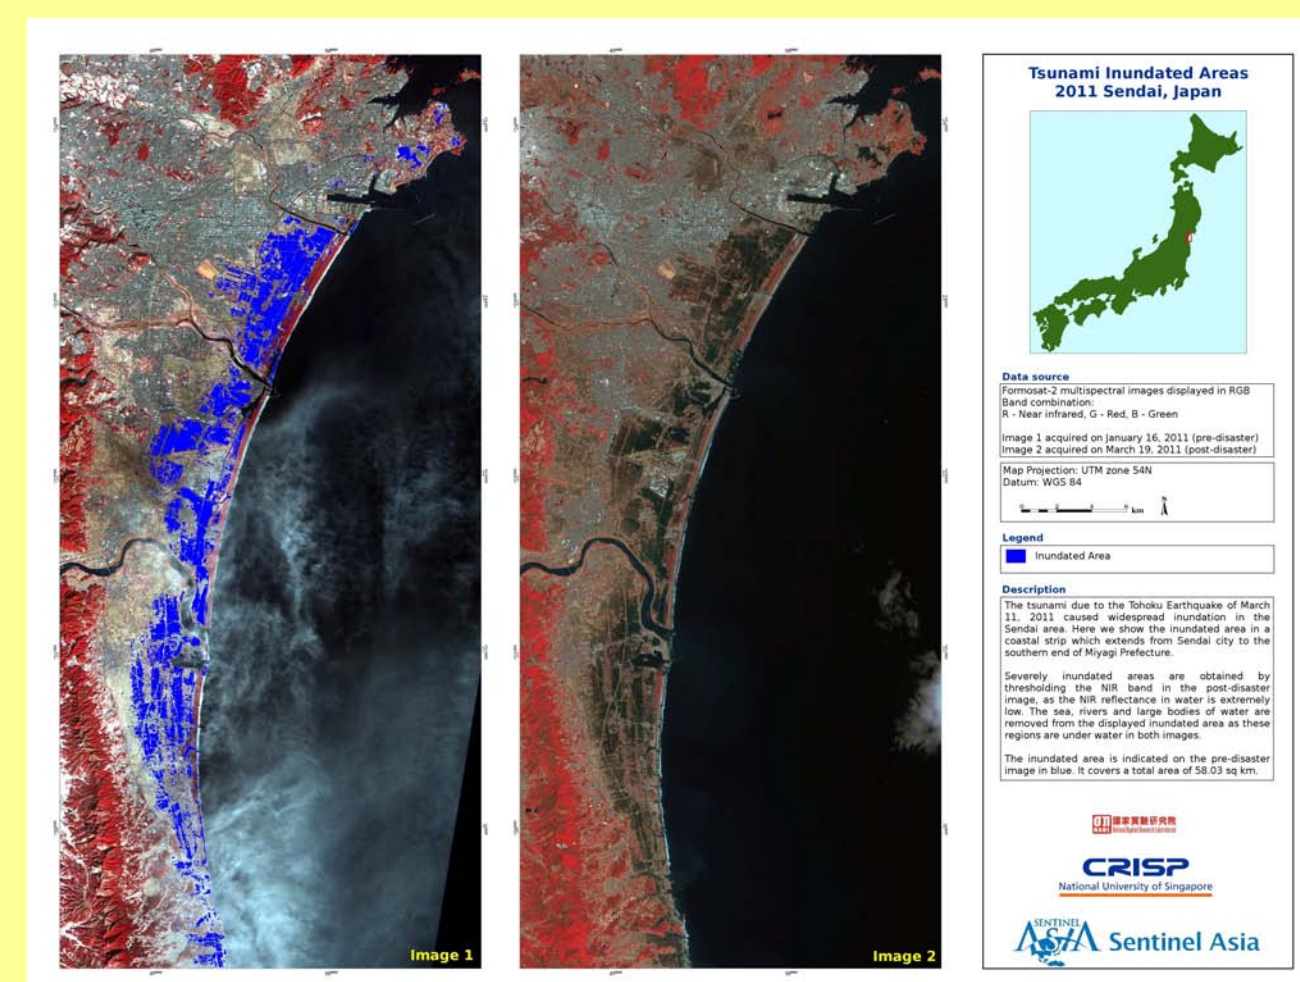 Image 1
Image 2
Tsunami Inundated Areas
2011 Sendai, Japan
Data source
Formosat-2 multispectral images displayed in RGB
Band combination:
R - Near infrared, G - Red, B - Green
Image 1 acquired on January 16, 2011 (pre-disaster)
Image 2 acquired on March 19, 2011 (post-disaster)
Map Projection: UTM zone 54N
Datum: WGS 84
km
N
Legend
Inundated Area
Description
The tsunami due to the Tohoku Earthquake of March
11, 2011 caused widespread inundation in the
Sendai area. Here we show the inundated area in a
coastal strip which extends from Sendai city to the
southern end of Miyagi Prefecture.
Severely inundated areas are obtained by
thresholding the NIR band in the post-disaster
image, as the NIR reflectance in water is extremely
low. The sea, rivers and large bodies of water are
removed from the displayed inundated area as these
regions are under water in both images.
The inundated area is indicated on the pre-disaster
image in blue. It covers a total area of 58.03 sq km.
國家實驗研究院
CRISP
National University of Singapore
SENTINEL
ASIA
Sentinel Asia